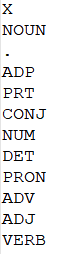 X
NOUN
.
ADP
PRT
CONJ
NUM
DET
PRON
ADV
ADJ
VERB